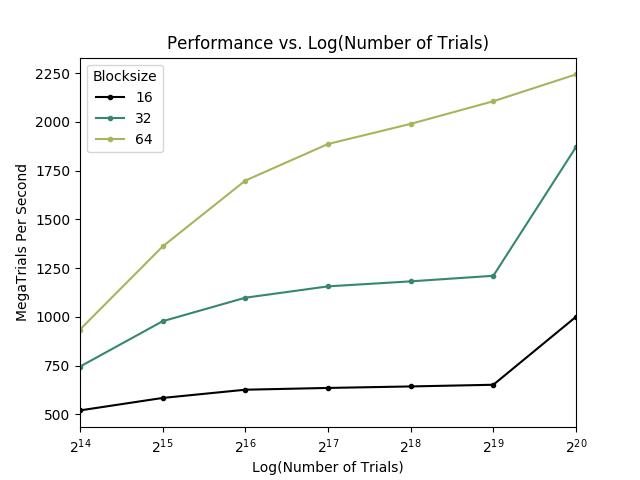 Performance vs. Log(Number of Trials)
Blocksize
16
32
64
MegaTrials Per Second
2250
2000
1750
1500
1250
1000
750
500
2^14 2^15 2^16 2^17 2^18 2^19 2^20
Log(Number of Trials)